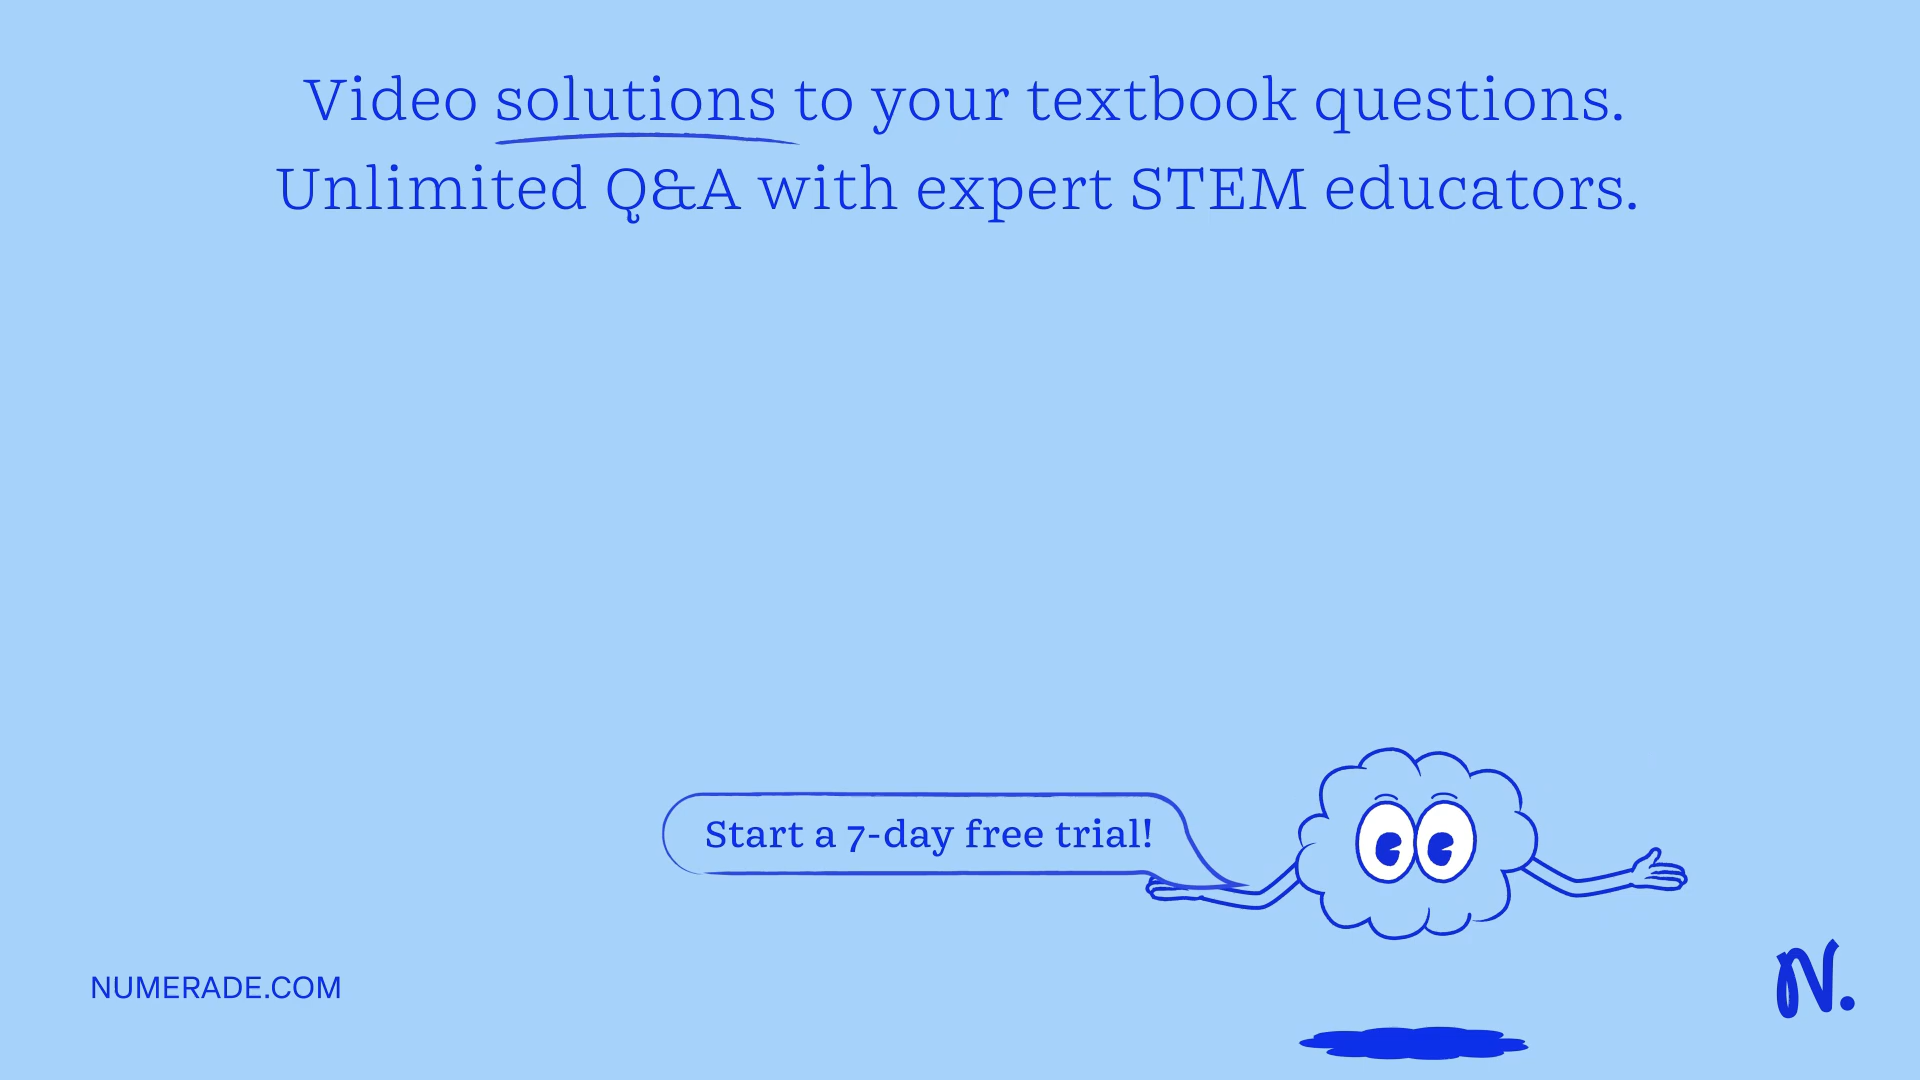 Video solutions to your textbook questions.
Unlimited Q&A with expert STEM educators.
Start a 7-day free trial!
NUMERADE.COM
N.